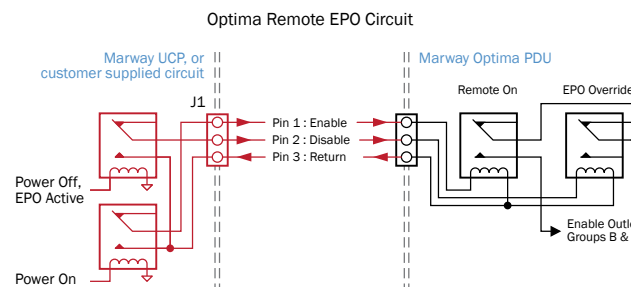 Optima Remote EPO Circuit
Marway UCP, or
customer supplied circuit
Marway Optima PDU
J1
Remote On
EPO Override
Pin 1 : Enable
Pin 2 : Disable
Pin 3 : Return
Power Off,
EPO Active
Power On
Enable Outl
Groups B &